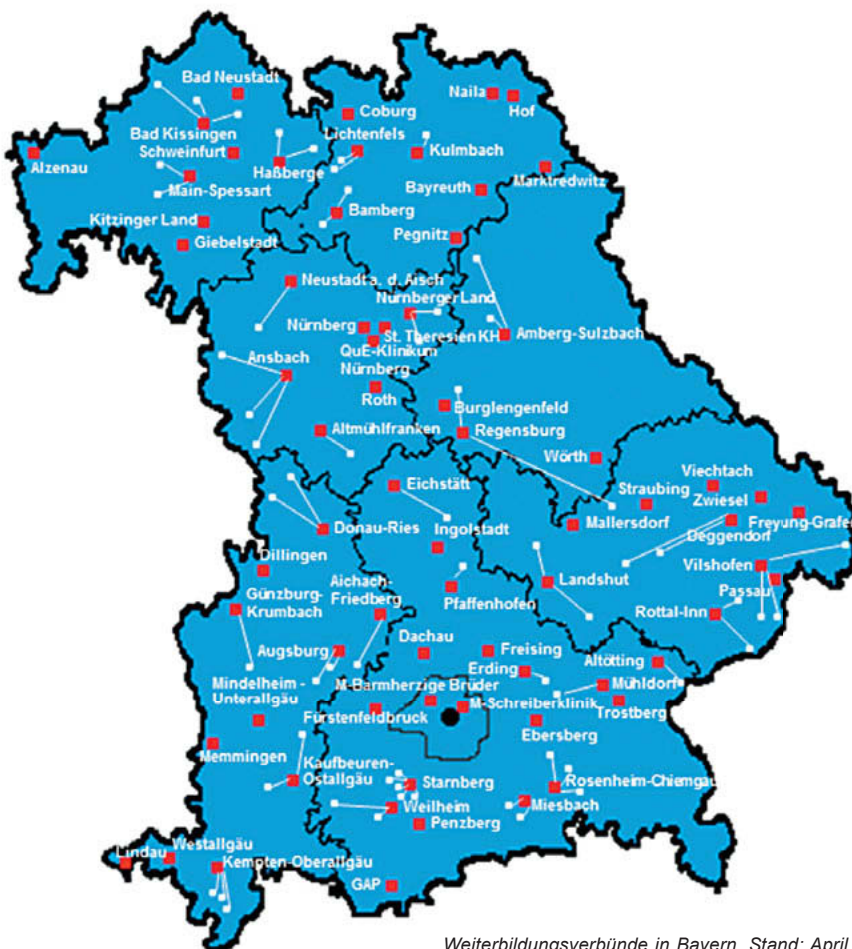 Bad Neustadt
Naila
Hof
Coburg
Bad Kissingen
Lichtenfels
Schweinfurt
Kulmbach
Alzenau
Haßberge
Marktredwitz
Main-Spessart
Bayreuth
Kitzinger Land
Bamberg
Giebelstadt
Pegnitz
Neustadt a. d. Aisch
Nürnberger Land
Nürnberg
St. Theresien KH
Amberg-Sulzbach
QuE-Klinikum
Nürnberg
Ansbach
Roth
Burglengenfeld
Altmühlfranken
Regensburg
Wörth
Viechtach
Eichstätt
Straubing
Zwiesel
Mallersdorf
Freyung-Grafen
Donau-Ries
Ingolstadt
Deggendorf
Dillingen
Vilshofen
Aichach-
Friedberg
Landshut
Günzburg-
Krumbach
Pfaffenhofen
Passau
Rottal-Inn
Dachau
Freising
Augsburg
Erding
Altötting
Mindelheim -
Unterallgäu
M-Barmherzige Brüder
Mühldorf
M-Schreiberklinik
Trostberg
Fürstenfeldbruck
Ebersberg
Memmingen
Kaufbeuren-
Ostallgäu
Starnberg
Rosenheim-Chiemgau
Weilheim
Miesbach
Penzberg
Westallgäu
Lindau
Kempten-Oberallgäu
GAP
Weiterbildungsverbünde in Bayern, Stand: April